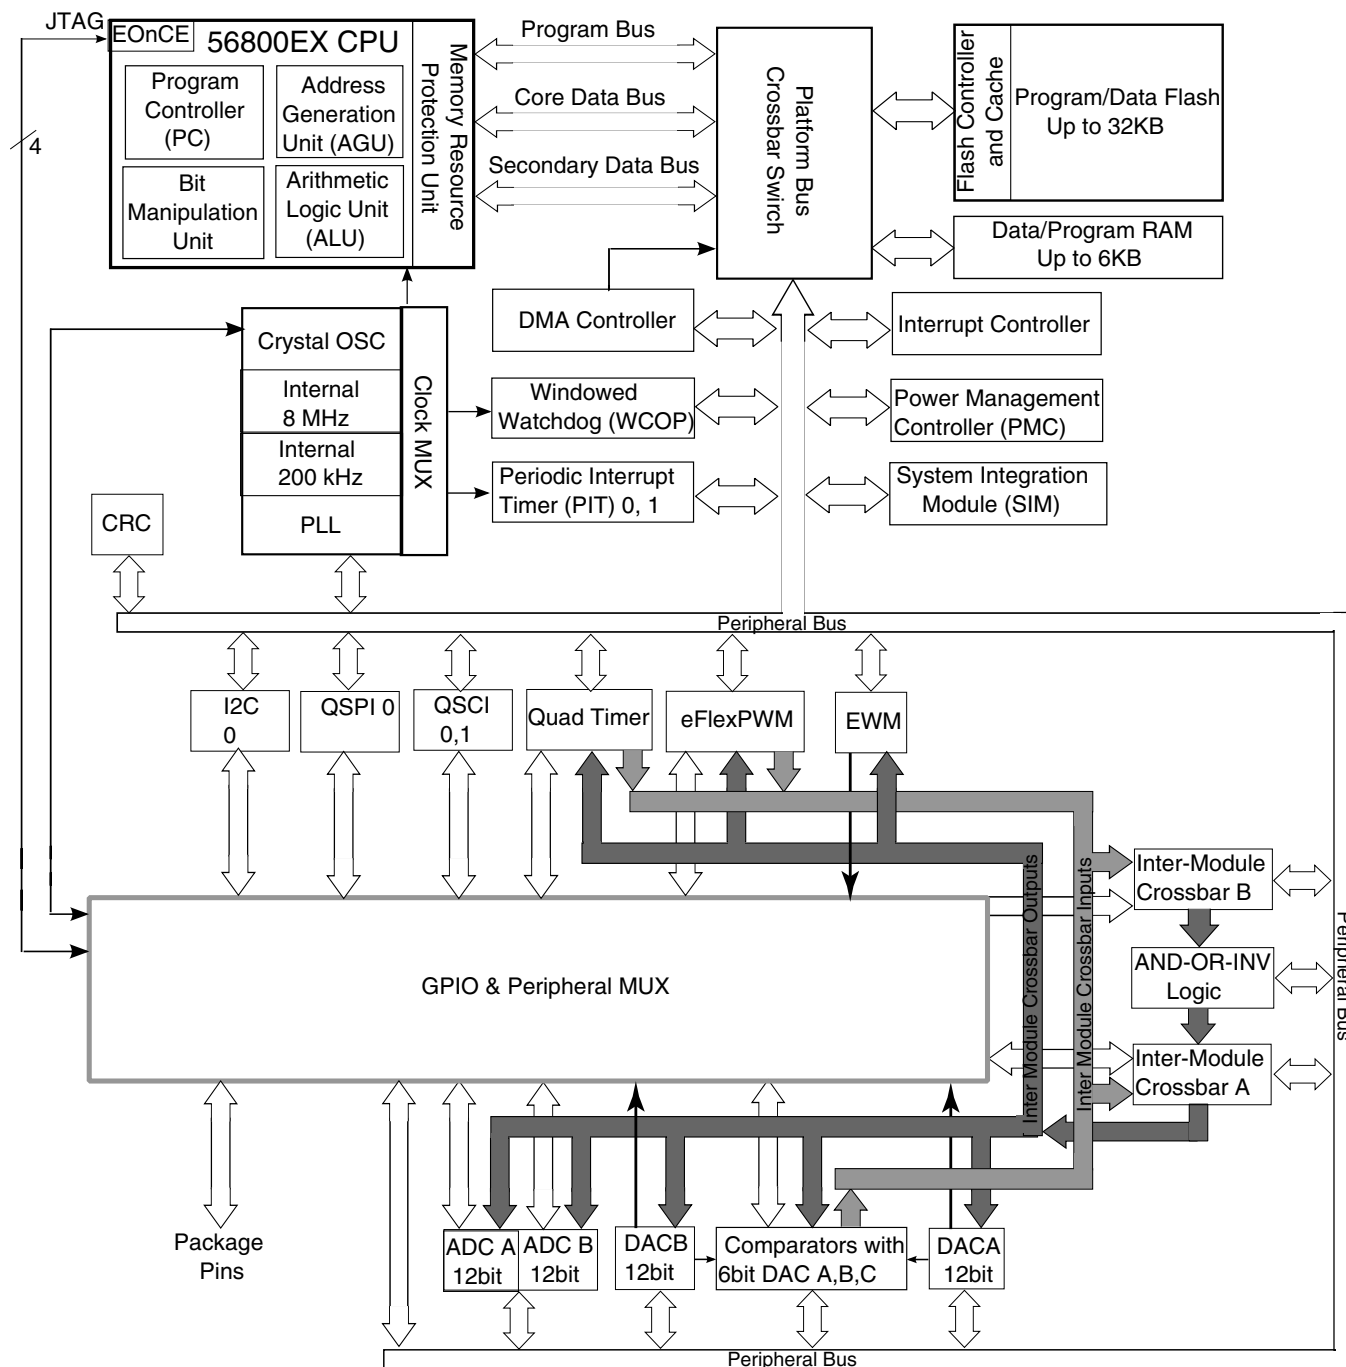 JTAG
EOnCE
56800EX CPU
Program
Controller
(PC)
Address
Generation
Unit (AGU)
Bit
Manipulation
Unit
Arithmetic
Logic Unit
(ALU)
Memory Resource
Protection Unit
4
Program Bus
Core Data Bus
Secondary Data Bus
Platform Bus
Crossbar Swirch
Flash Controller
and Cache
Program/Data Flash
Up to 32KB
Data/Program RAM
Up to 6KB
DMA Controller
Interrupt Controller
Crystal OSC
Internal
8 MHz
Internal
200 kHz
PLL
Clock MUX
Windowed
Watchdog (WCOP)
Power Management
Controller (PMC)
Periodic Interrupt
Timer (PIT) 0, 1
System Integration
Module (SIM)
CRC
Peripheral Bus
I2C
0
QSPI 0
QSCI
0,1
Quad Timer
eFlexPWM
EWM
Inter Module Crossbar Outputs
Inter Module Crossbar Inputs
Inter-Module
Crossbar B
AND-OR-INV
Logic
Inter-Module
Crossbar A
Peripheral Bus
GPIO & Peripheral MUX
Package
Pins
ADC A
12bit
ADC B
12bit
DACB
12bit
Comparators with
6bit DAC A,B,C
DACA
12bit
Peripheral Bus